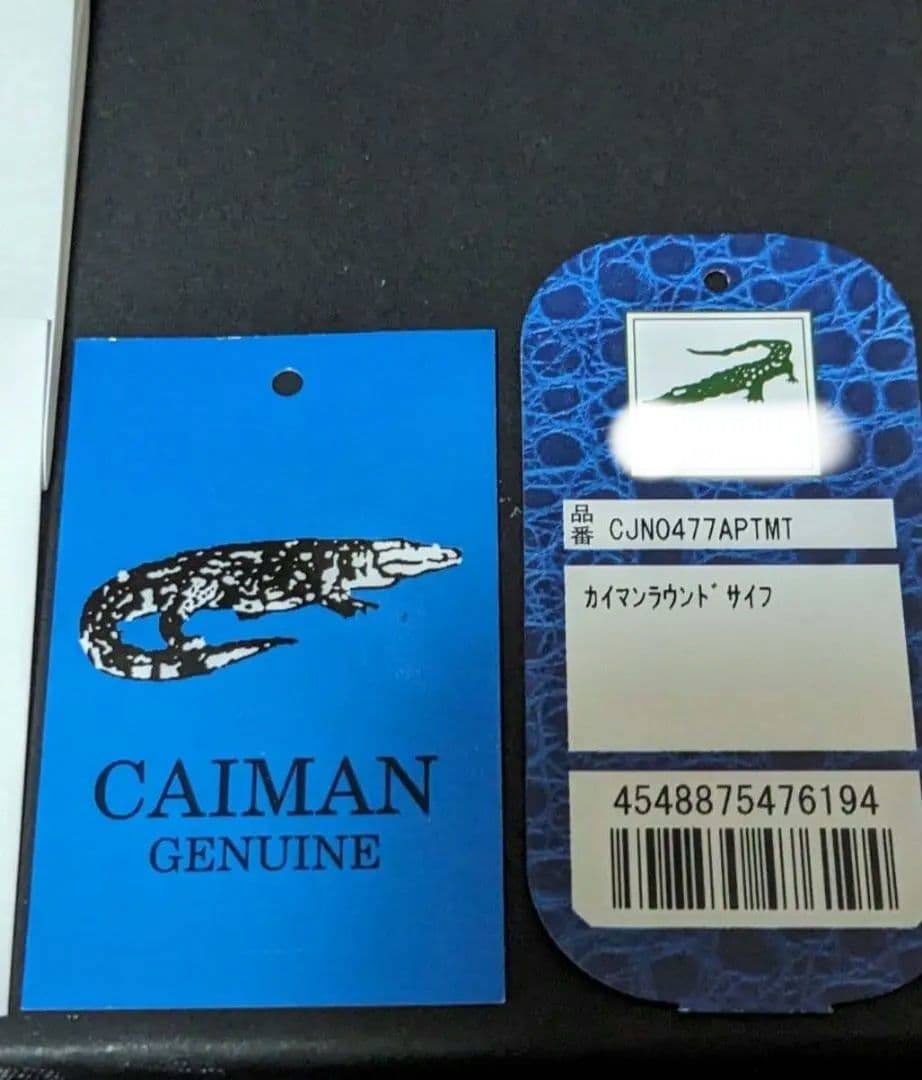 CAIMAN
GENUINE
品番 CJN0477APTMT
ｶｲﾏﾝﾗｳﾝﾄﾞｻｲﾌ
4548875476194